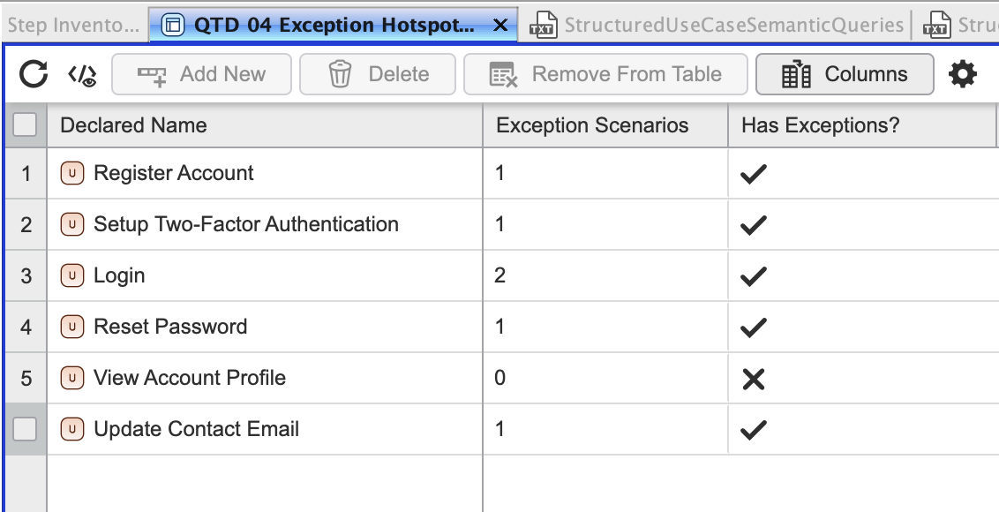 Step Invento... QTD 04 Exception Hotspot... StructuredUseCaseSemanticQueries Stru
Add New Delete Remove From Table Columns
Declared Name Exception Scenarios Has Exceptions?
1 U Register Account 1
2 U Setup Two-Factor Authentication 1
3 U Login 2
4 U Reset Password 1
5 U View Account Profile 0
U Update Contact Email 1